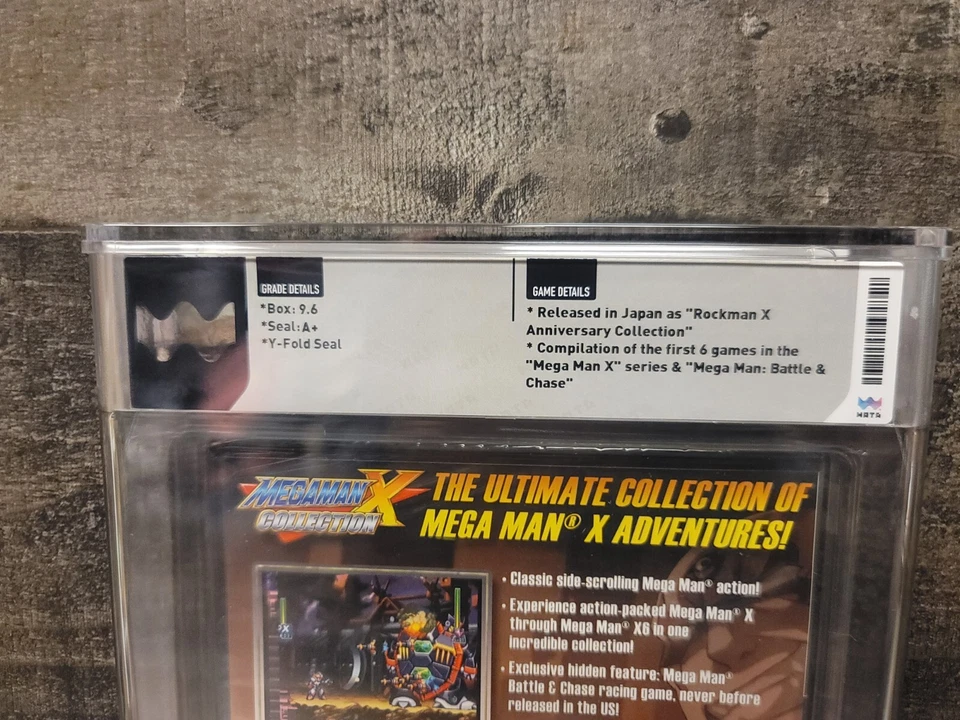 GRADE DETAILS
*Box: 9.6
*Seal: A+
*Y-Fold Seal
GAME DETAILS
* Released in Japan as "Rockman X
Anniversary Collection"
* Compilation of the first 6 games in the
"Mega Man X" series & "Mega Man: Battle &
Chase"
WATA
MEGAMAN X
COLLECTION
THE ULTIMATE COLLECTION OF
MEGA MAN® X ADVENTURES!
• Classic side-scrolling Mega Man® action!
• Experience action-packed Mega Man® X
through Mega Man® X6 in one
incredible collection!
• Exclusive hidden feature: Mega Man®
Battle & Chase racing game, never before
released in the US!